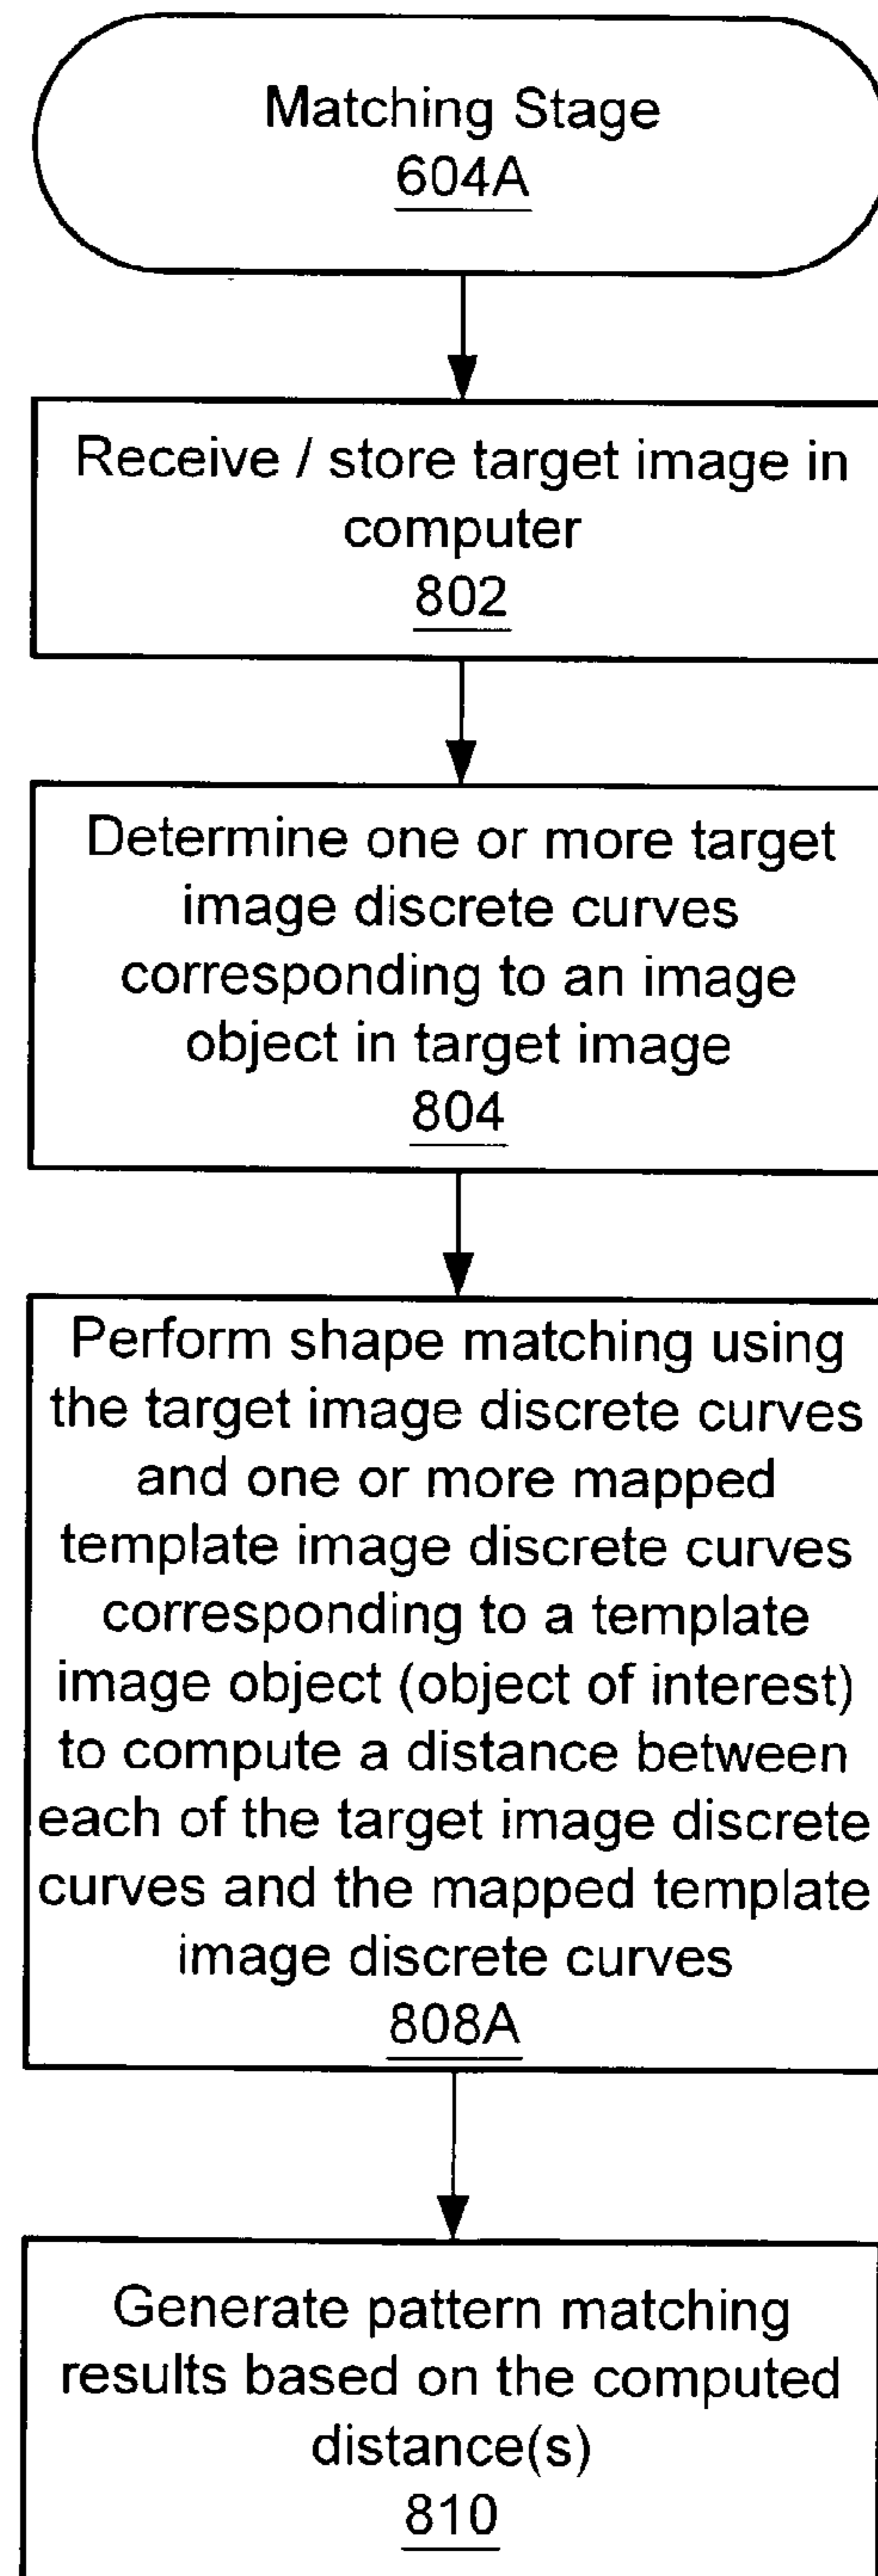 Matching Stage
604A
Receive / store target image in
computer
802
Determine one or more target
image discrete curves
corresponding to an image
object in target image
804
Perform shape matching using
the target image discrete curves
and one or more mapped
template image discrete curves
corresponding to a template
image object (object of interest)
to compute a distance between
each of the target image discrete
curves and the mapped template
image discrete curves
808A
Generate pattern matching
results based on the computed
distance(s)
810